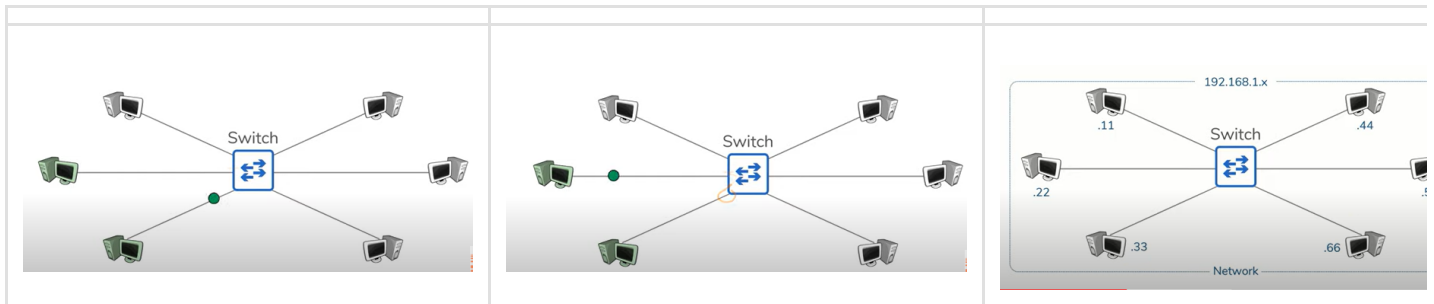 Switch
Switch
192.168.1.x
.11
.44
Switch
.22
.33
.66
Network